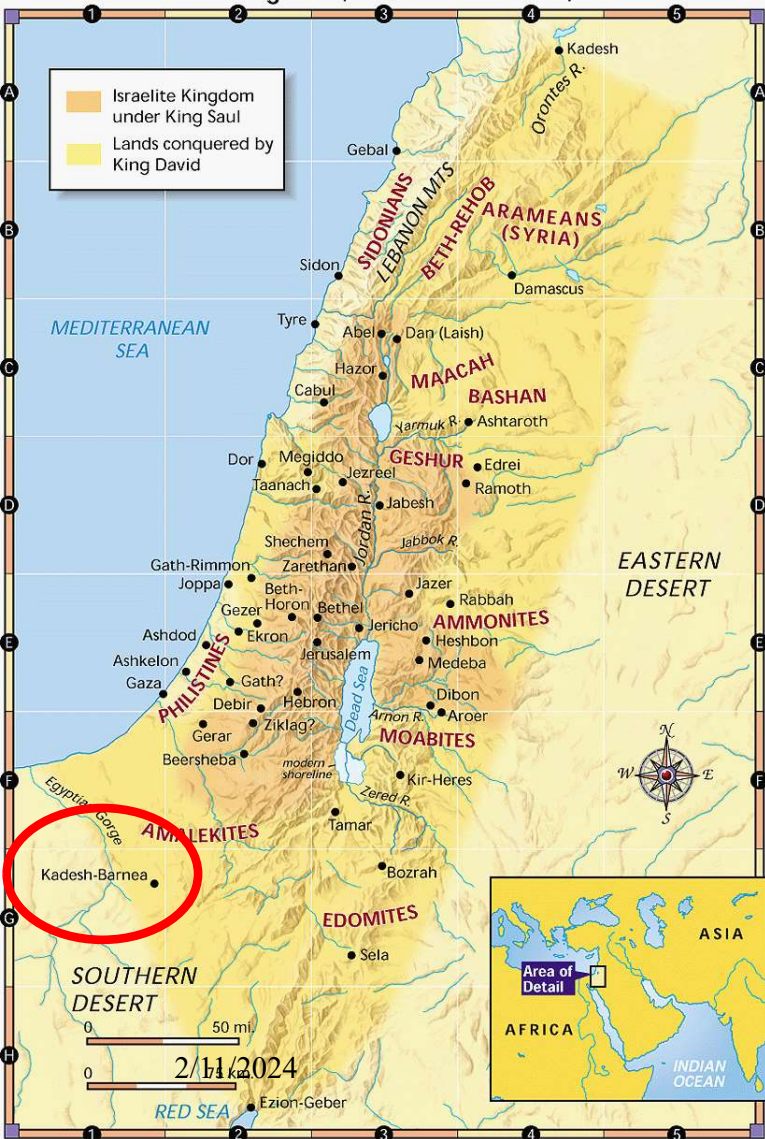 1 2 3 4 5
Kadesh
Orontes R.
A A
Israelite Kingdom
under King Saul
Lands conquered by
King David
Gebal
SIDONIANS
LEBANON MTS
BETH-REHOB
ARAMEANS
(SYRIA)
B B
Sidon
Damascus
Tyre
MEDITERRANEAN
SEA
Abel
Dan (Laish)
C C
Hazor
MAACAH
Cabul
BASHAN
Yarmuk R.
Ashtaroth
Dor
Megiddo
GESHUR
Edrei
Jezreel
Taanach
Ramoth
D D
Jabesh
Jordan R.
Shechem
Jabbok R.
Gath-Rimmon
Zarethan
EASTERN
DESERT
Joppa
Beth-
Horon
Jazer
Rabbah
Gezer
Bethel
AMMONITES
Ashdod
Ekron
Jericho
Heshbon
E E
Jerusalem
Ashkelon
Medeba
PHILISTINES
Gaza
Gath?
Dead Sea
Debir
Hebron
Dibon
Arnon R.
Aroer
Gerar
Ziklag?
MOABITES
Beersheba
modern
shoreline
N
W E
S
F F
Kir-Heres
Egyptian Gorge
Zered R.
AMALEKITES
Tamar
Kadesh-Barnea
Bozrah
G G
EDOMITES
Sela
SOUTHERN
DESERT
ASIA
Area of
Detail
AFRICA
INDIAN
OCEAN
0 50 mi.
H H
0 75 km.
2/11/2024
RED SEA
Ezion-Geber
1 2 3 4 5